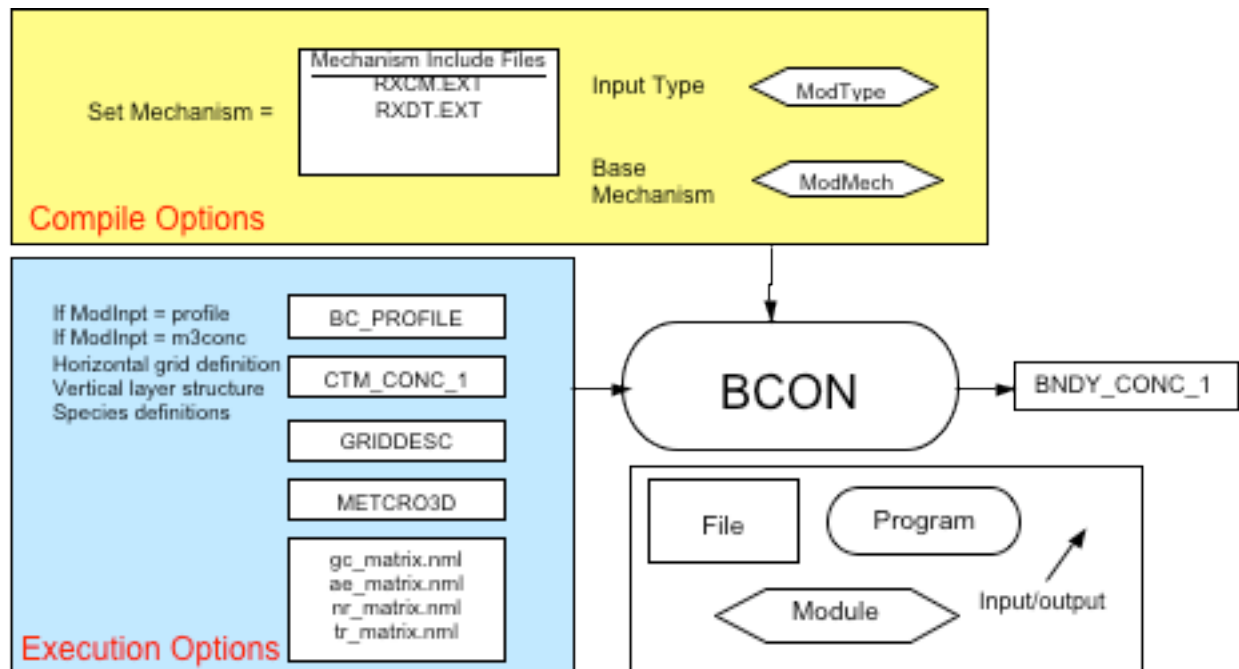 Mechanism Include Files
RXCM.EXT
RXDT.EXT
Set Mechanism =
Input Type
ModType
Base
Mechanism
ModMech
Compile Options
If ModInpt = profile
If ModInpt = m3conc
Horizontal grid definition
Vertical layer structure
Species definitions
BC_PROFILE
CTM_CONC_1
GRIDDESC
METCRO3D
gc_matrix.nml
ae_matrix.nml
nr_matrix.nml
tr_matrix.nml
Execution Options
BCON
BNDY_CONC_1
File
Program
Module
Input/output